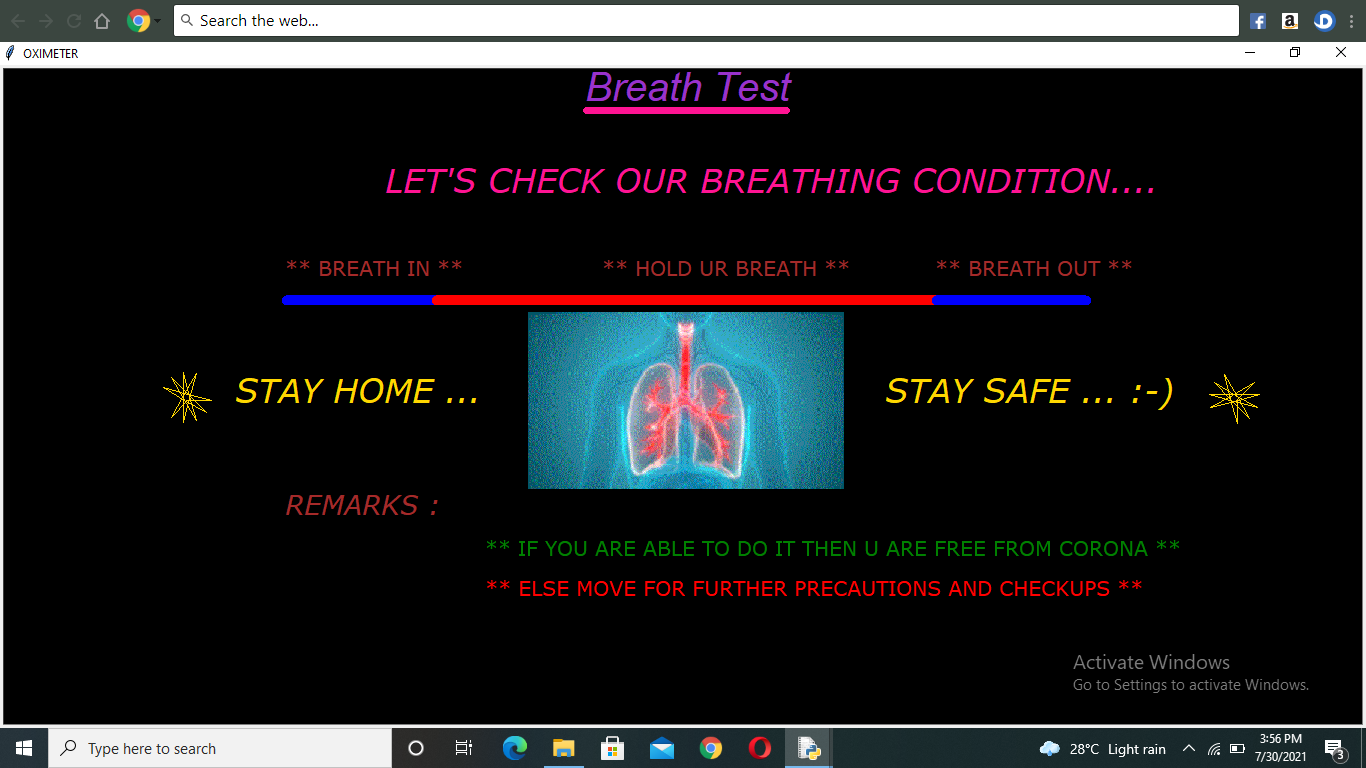 Search the web...
OXIMETER
Breath Test
LET'S CHECK OUR BREATHING CONDITION....
** BREATH IN ** ** HOLD UR BREATH ** ** BREATH OUT **
STAY HOME ... STAY SAFE ... :-)
REMARKS :
** IF YOU ARE ABLE TO DO IT THEN U ARE FREE FROM CORONA **
** ELSE MOVE FOR FURTHER PRECAUTIONS AND CHECKUPS **
Activate Windows
Go to Settings to activate Windows.
Type here to search
28°C Light rain
3:56 PM
7/30/2021
3